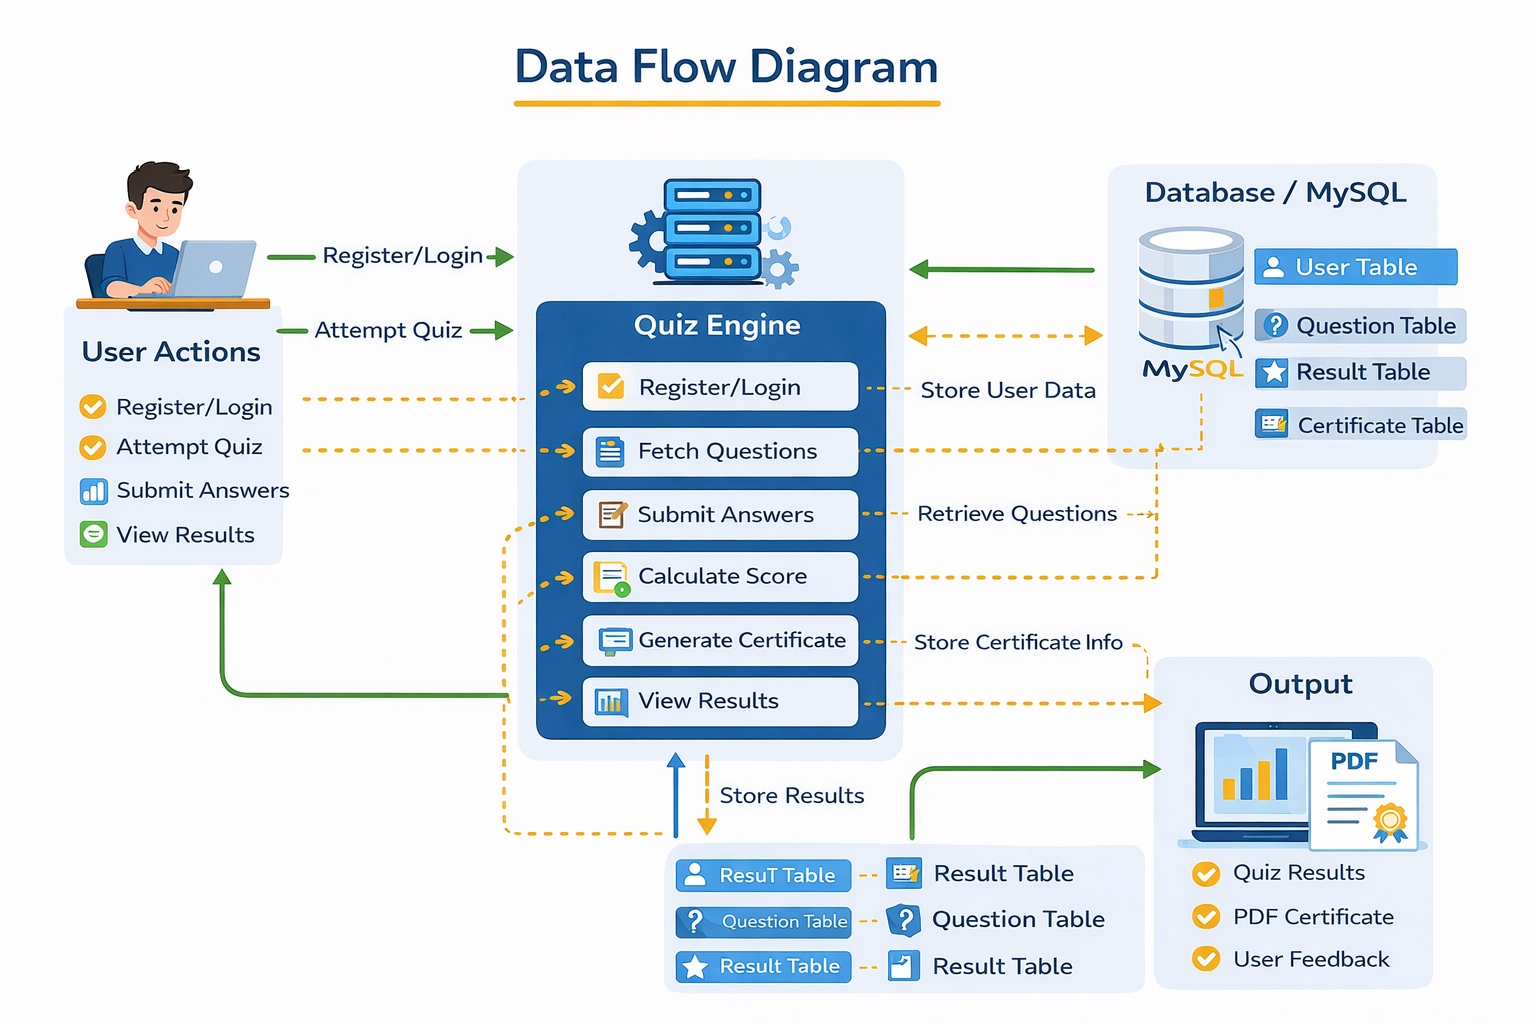 Data Flow Diagram
Register/Login
Attempt Quiz
User Actions
Register/Login
Attempt Quiz
Submit Answers
View Results
Quiz Engine
Register/Login
Fetch Questions
Submit Answers
Calculate Score
Generate Certificate
View Results
Store User Data
Retrieve Questions
Store Certificate Info
Store Results
Database / MySQL
MySQL
User Table
Question Table
Result Table
Certificate Table
ResuT Table
Result Table
Question Table
Question Table
Result Table
Result Table
Output
PDF
Quiz Results
PDF Certificate
User Feedback